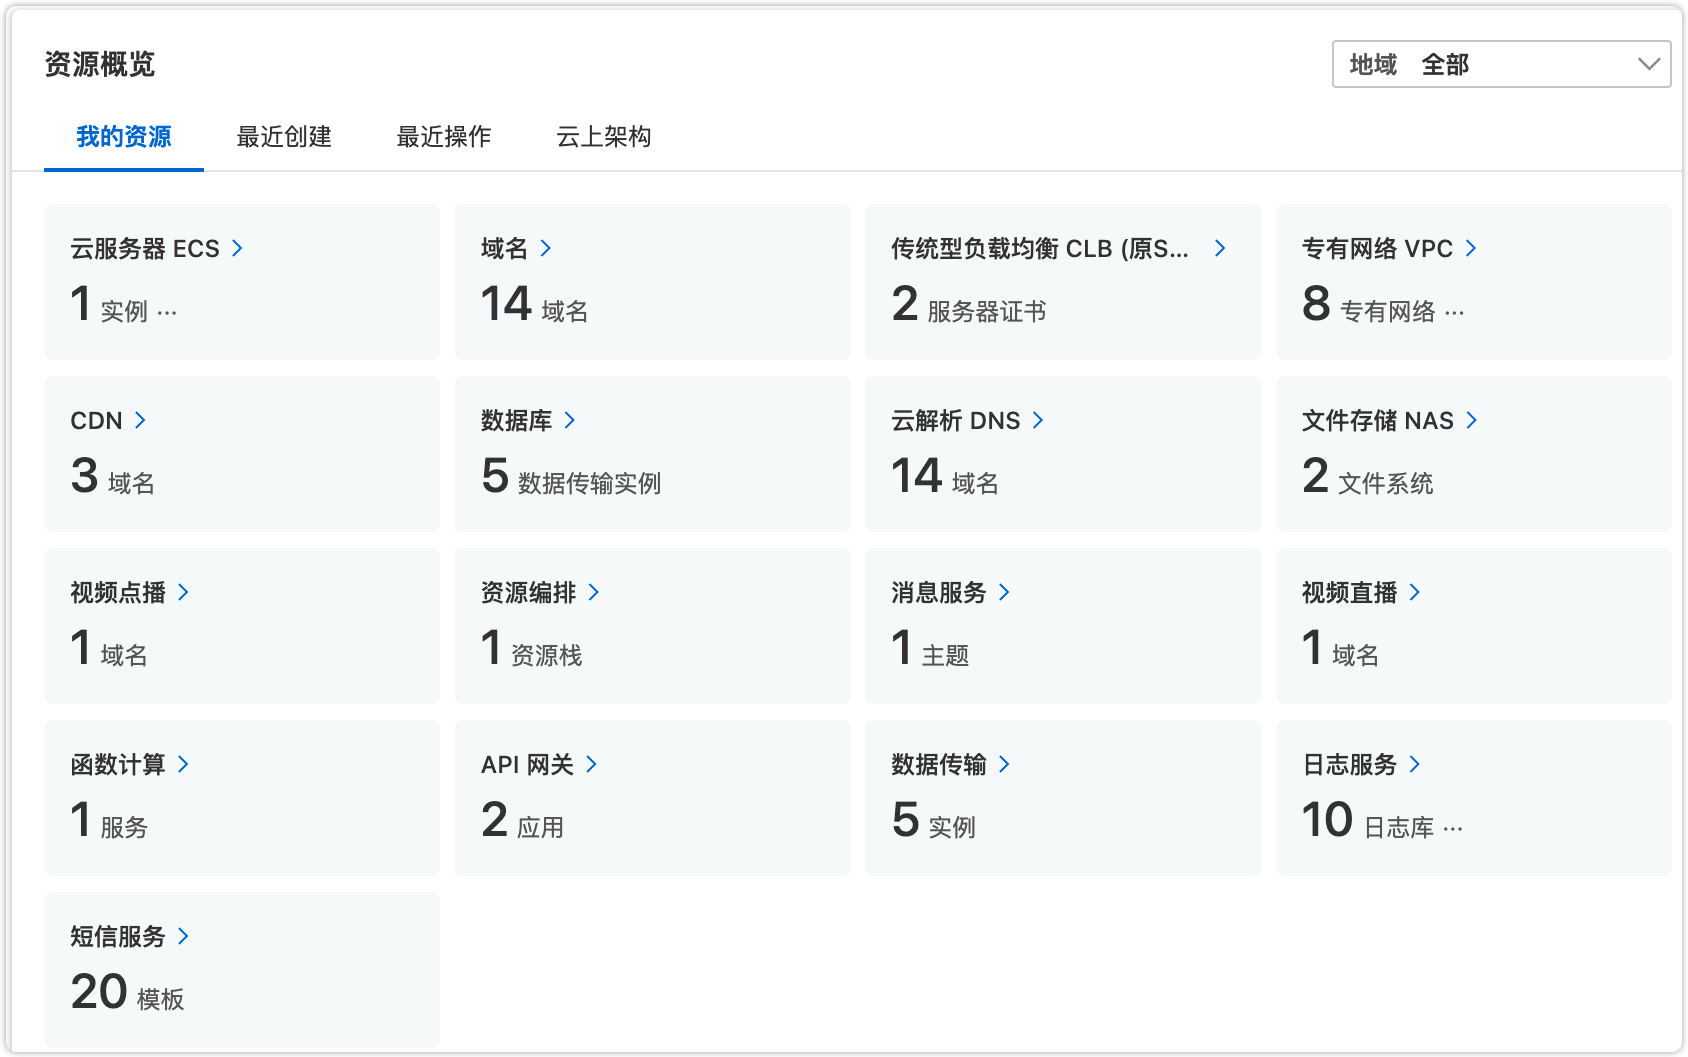 资源概览
地域 全部
我的资源 最近创建 最近操作 云上架构
云服务器 ECS
1 实例 ···
域名
14 域名
传统型负载均衡 CLB (原S...
2 服务器证书
专有网络 VPC
8 专有网络 ···
CDN
3 域名
数据库
5 数据传输实例
云解析 DNS
14 域名
文件存储 NAS
2 文件系统
视频点播
1 域名
资源编排
1 资源栈
消息服务
1 主题
视频直播
1 域名
函数计算
1 服务
API 网关
2 应用
数据传输
5 实例
日志服务
10 日志库 ···
短信服务
20 模板